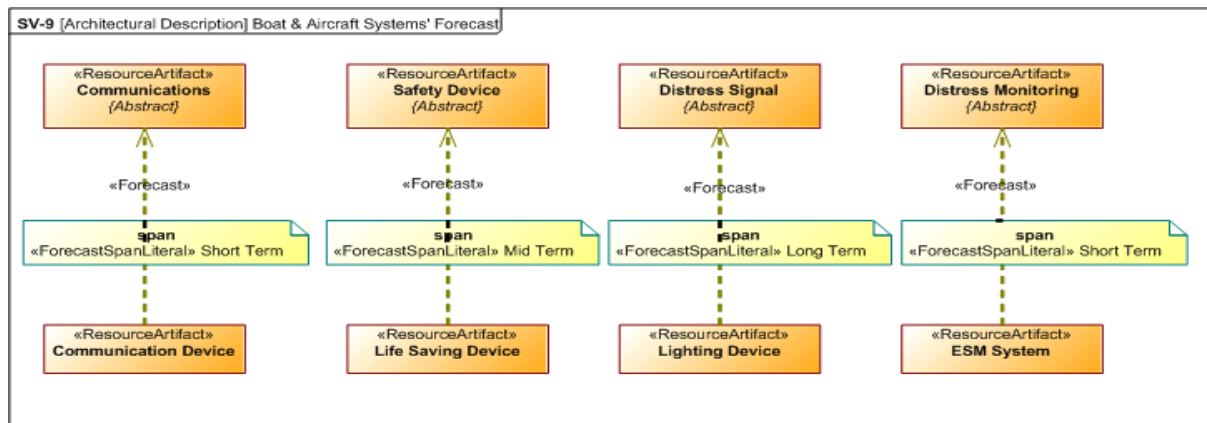 SV-9 [Architectural Description] Boat & Aircraft Systems' Forecast
«ResourceArtifact»
Communications
{Abstract}
«ResourceArtifact»
Safety Device
{Abstract}
«ResourceArtifact»
Distress Signal
{Abstract}
«ResourceArtifact»
Distress Monitoring
{Abstract}
«Forecast»
«Forecast»
«Forecast»
«Forecast»
span
«ForecastSpanLiteral» Short Term
span
«ForecastSpanLiteral» Mid Term
span
«ForecastSpanLiteral» Long Term
span
«ForecastSpanLiteral» Short Term
«ResourceArtifact»
Communication Device
«ResourceArtifact»
Life Saving Device
«ResourceArtifact»
Lighting Device
«ResourceArtifact»
ESM System